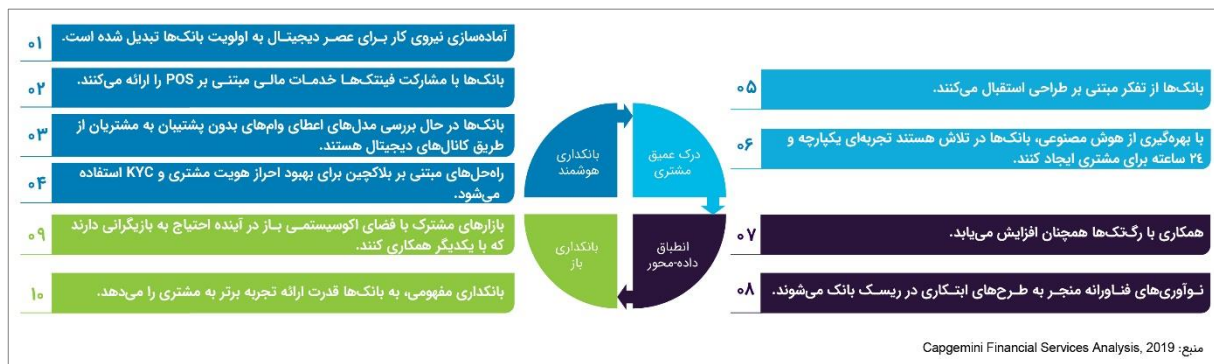 ۰۱ آماده‌سازی نیروی کار برای عصر دیجیتال به اولویت بانک‌ها تبدیل شده است.
۰۲ بانک‌ها با مشارکت فینتک‌ها خدمات مالی مبتنی بر POS را ارائه می‌کنند.
۰۳ بانک‌ها در حال بررسی مدل‌های اعطای وام‌های بدون پشتیبان به مشتریان از
طریق کانال‌های دیجیتال هستند.
۰۴ راه‌حل‌های مبتنی بر بلاکچین برای بهبود احراز هویت مشتری و KYC استفاده
می‌شود.
۰۵ بانک‌ها از تفکر مبتنی بر طراحی استقبال می‌کنند.
۰۶ با بهره‌گیری از هوش مصنوعی، بانک‌ها در تلاش هستند تجربه‌ای یکپارچه و
۲۴ ساعته برای مشتری ایجاد کنند.
بانکداری
هوشمند
درک عمیق
مشتری
انطباق
داده-محور
بانکداری
باز
۰۷ همکاری با رگ‌تک‌ها همچنان افزایش می‌یابد.
۰۸ نوآوری‌های فناورانه منجر به طرح‌های ابتکاری در ریسک بانک می‌شوند.
۰۹ بازارهای مشترک با فضای اکوسیستمی باز در آینده احتیاج به بازیگرانی دارند
که با یکدیگر همکاری کنند.
۱۰ بانکداری مفهومی، به بانک‌ها قدرت ارائه تجربه برتر به مشتری را می‌دهد.
منبع: Capgemini Financial Services Analysis, 2019